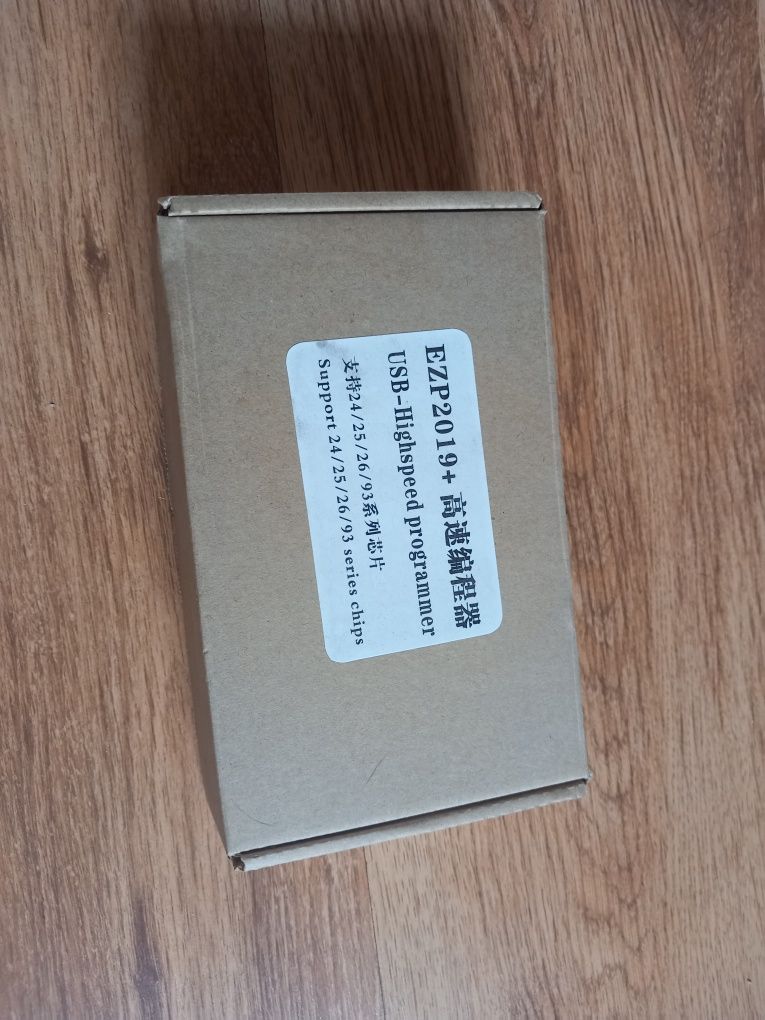 EZP2019+ 高速编程器
USB-Highspeed programmer
支持24/25/26/93系列芯片
Support 24/25/26/93 series chips